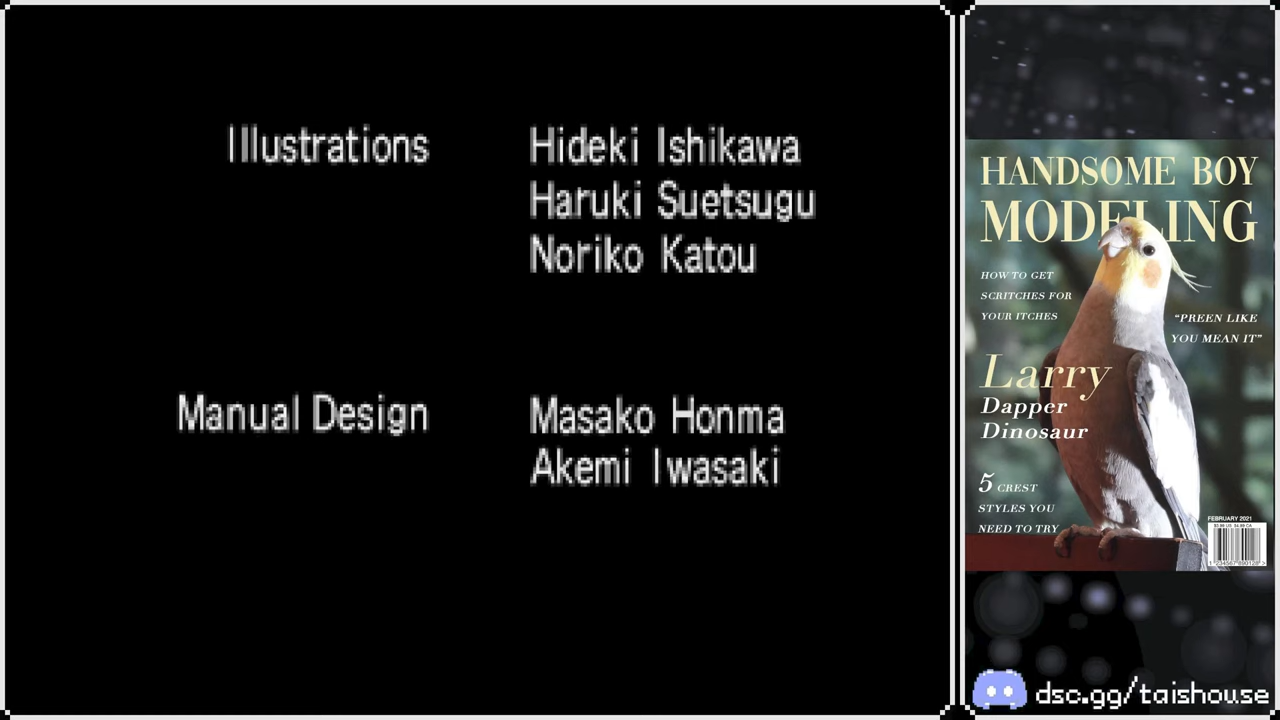 Illustrations
Hideki Ishikawa
Haruki Suetsugu
Noriko Katou
Manual Design
Masako Honma
Akemi Iwasaki
HANDSOME BOY
MODELING
HOW TO GET
SCRITCHES FOR
YOUR ITCHES
"PREEN LIKE
YOU MEAN IT"
Larry
Dapper
Dinosaur
5 CREST
STYLES YOU
NEED TO TRY
FEBRUARY 2021
dsc.gg/taishouse